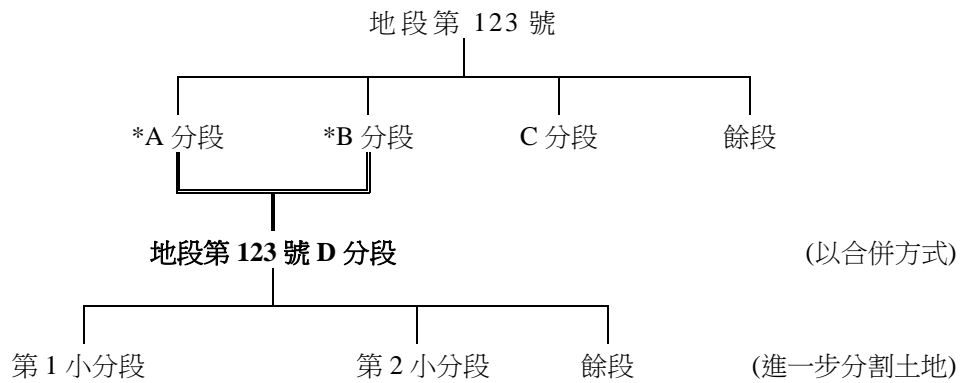 地段第 123 號
*A 分段 *B 分段 C 分段 餘段
地段第 123 號 D 分段 (以合併方式)
第 1 小分段 第 2 小分段 餘段 (進一步分割土地)